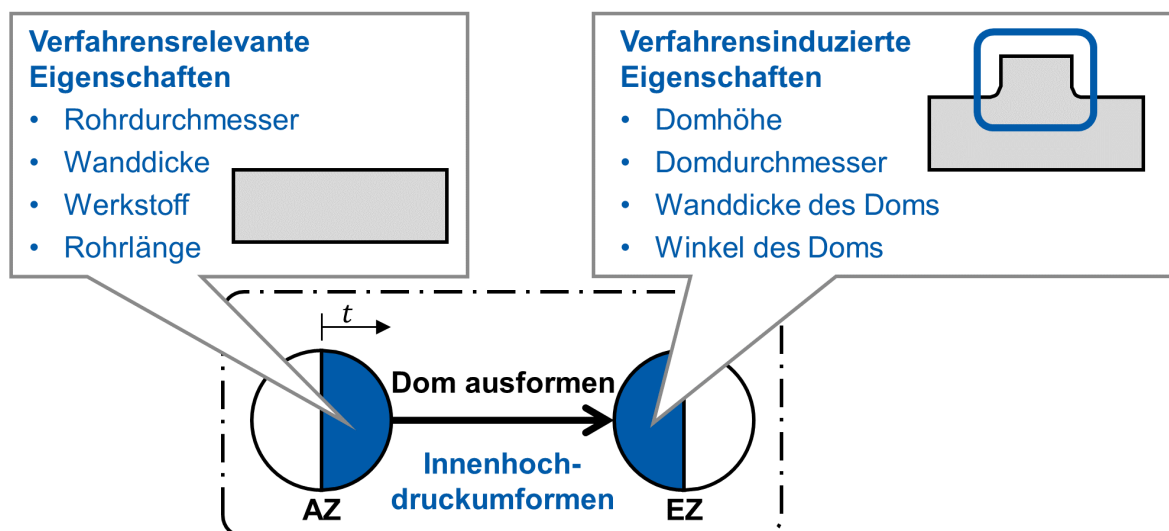 Verfahrensrelevante
Eigenschaften
• Rohrdurchmesser
• Wanddicke
• Werkstoff
• Rohrlänge
Verfahrensinduzierte
Eigenschaften
• Domhöhe
• Domdurchmesser
• Wanddicke des Doms
• Winkel des Doms
t
Dom ausformen
Innenhoch-
druckumformen
AZ
EZ